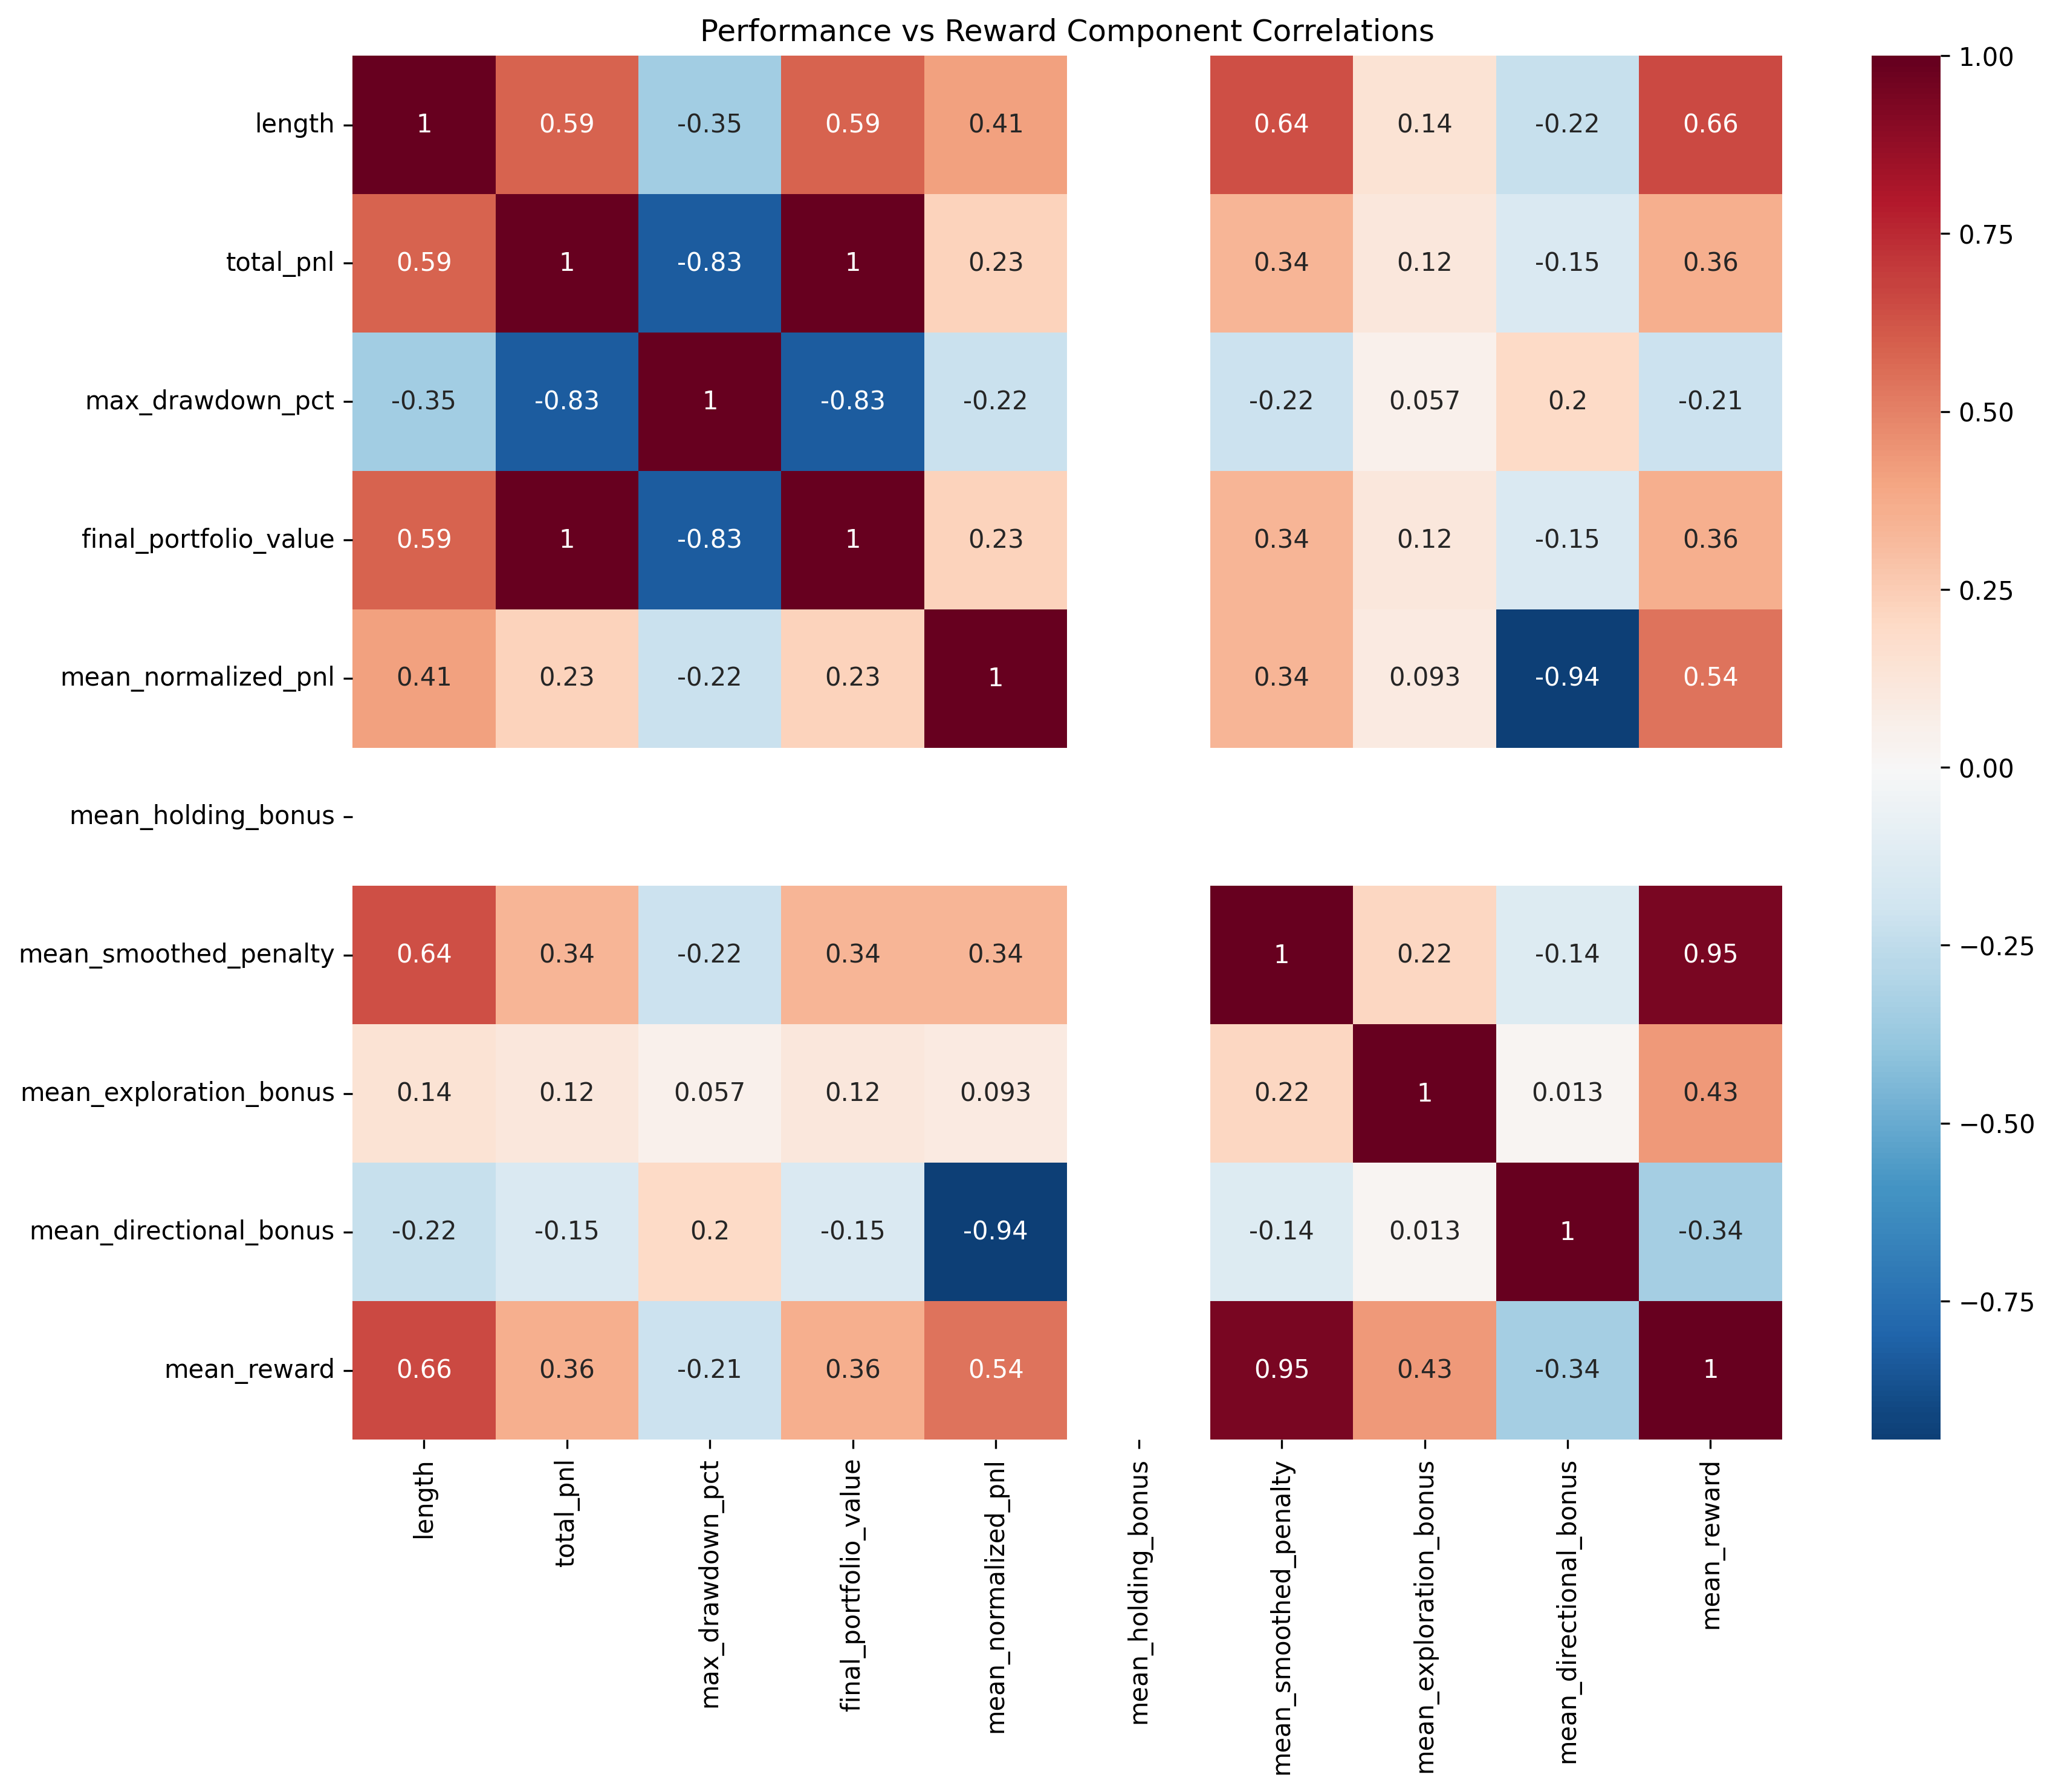 Performance vs Reward Component Correlations
length 1 0.59 -0.35 0.59 0.41 0.64 0.14 -0.22 0.66
total_pnl 0.59 1 -0.83 1 0.23 0.34 0.12 -0.15 0.36
max_drawdown_pct -0.35 -0.83 1 -0.83 -0.22 -0.22 0.057 0.2 -0.21
final_portfolio_value 0.59 1 -0.83 1 0.23 0.34 0.12 -0.15 0.36
mean_normalized_pnl 0.41 0.23 -0.22 0.23 1 0.34 0.093 -0.94 0.54
mean_holding_bonus
mean_smoothed_penalty 0.64 0.34 -0.22 0.34 0.34 1 0.22 -0.14 0.95
mean_exploration_bonus 0.14 0.12 0.057 0.12 0.093 0.22 1 0.013 0.43
mean_directional_bonus -0.22 -0.15 0.2 -0.15 -0.94 -0.14 0.013 1 -0.34
mean_reward 0.66 0.36 -0.21 0.36 0.54 0.95 0.43 -0.34 1
length
total_pnl
max_drawdown_pct
final_portfolio_value
mean_normalized_pnl
mean_holding_bonus
mean_smoothed_penalty
mean_exploration_bonus
mean_directional_bonus
mean_reward
1.00
0.75
0.50
0.25
0.00
−0.25
−0.50
−0.75